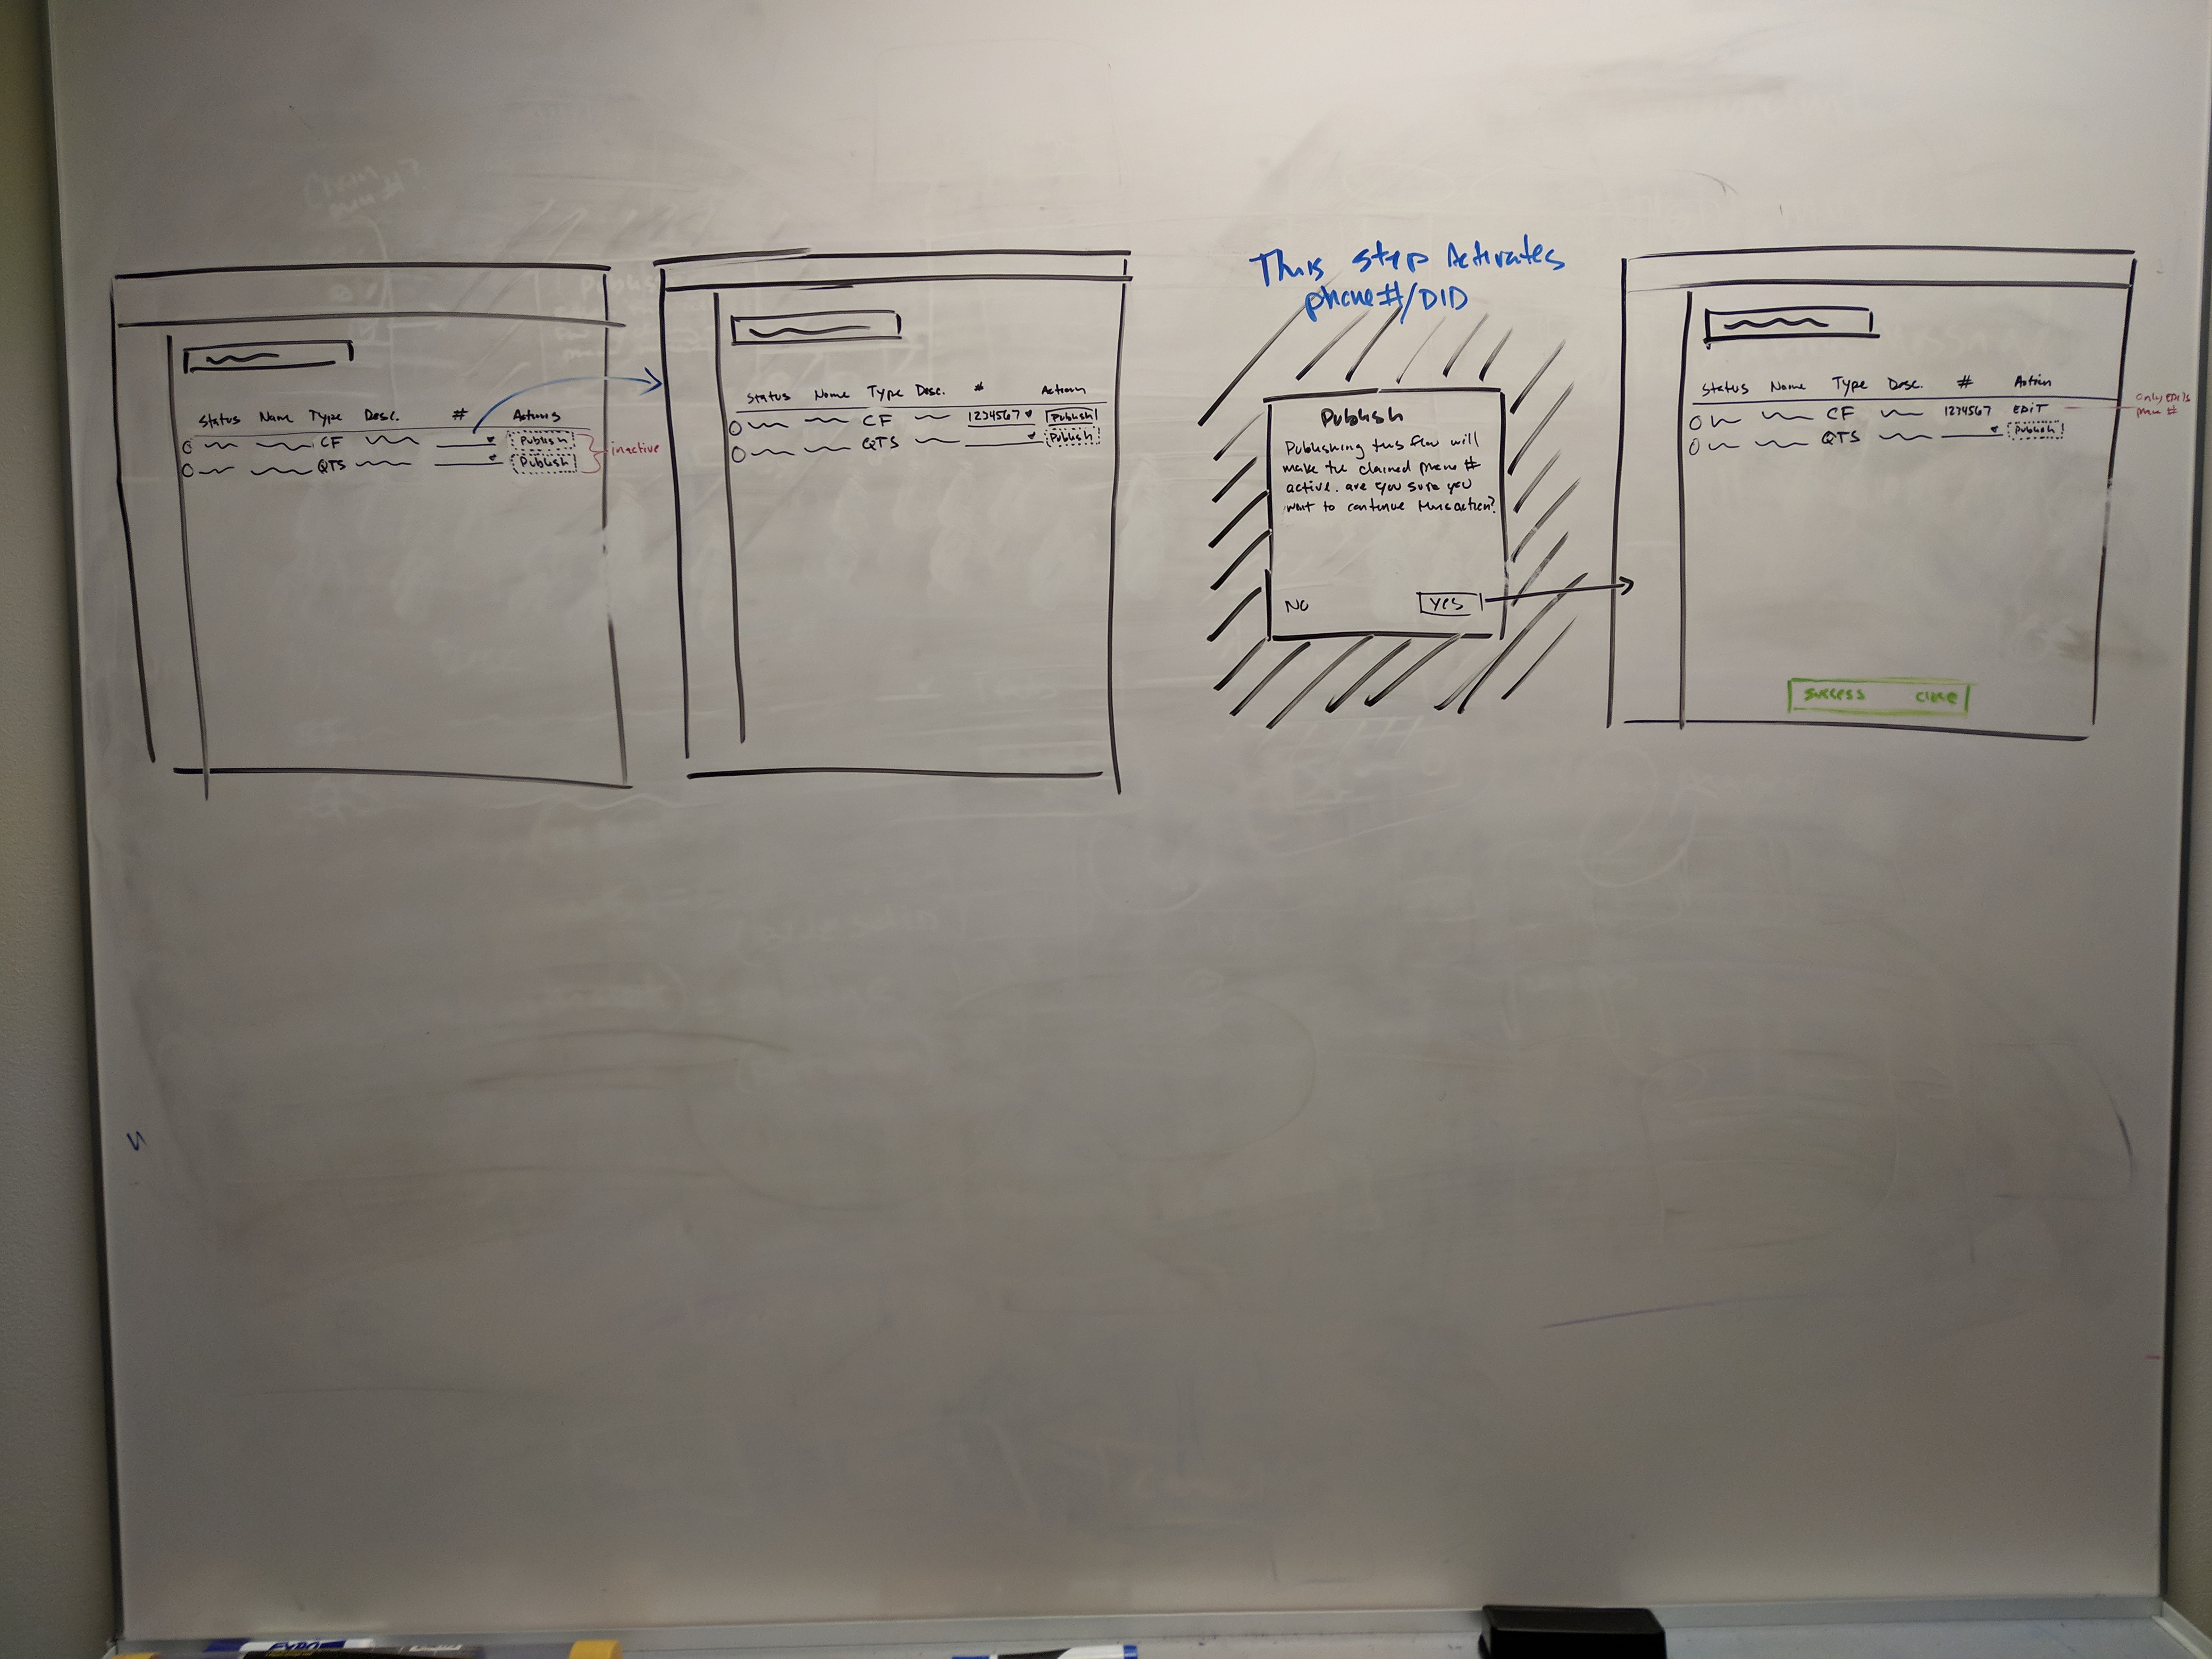 Status Name Type Desc. # Actions
CF Publish
QTS Publish
inactive
Status Name Type Desc. # Action
CF 1234567 Publish
QTS Publish
This step Activates
phone#/DID
Publish
Publishing this flow will
make the claimed phone #
active. are you sure you
want to continue this action?
No Yes
Status Name Type Desc. # Action
CF 1234567 EDIT
QTS Publish
only edits
phone #
Success close
EXPO